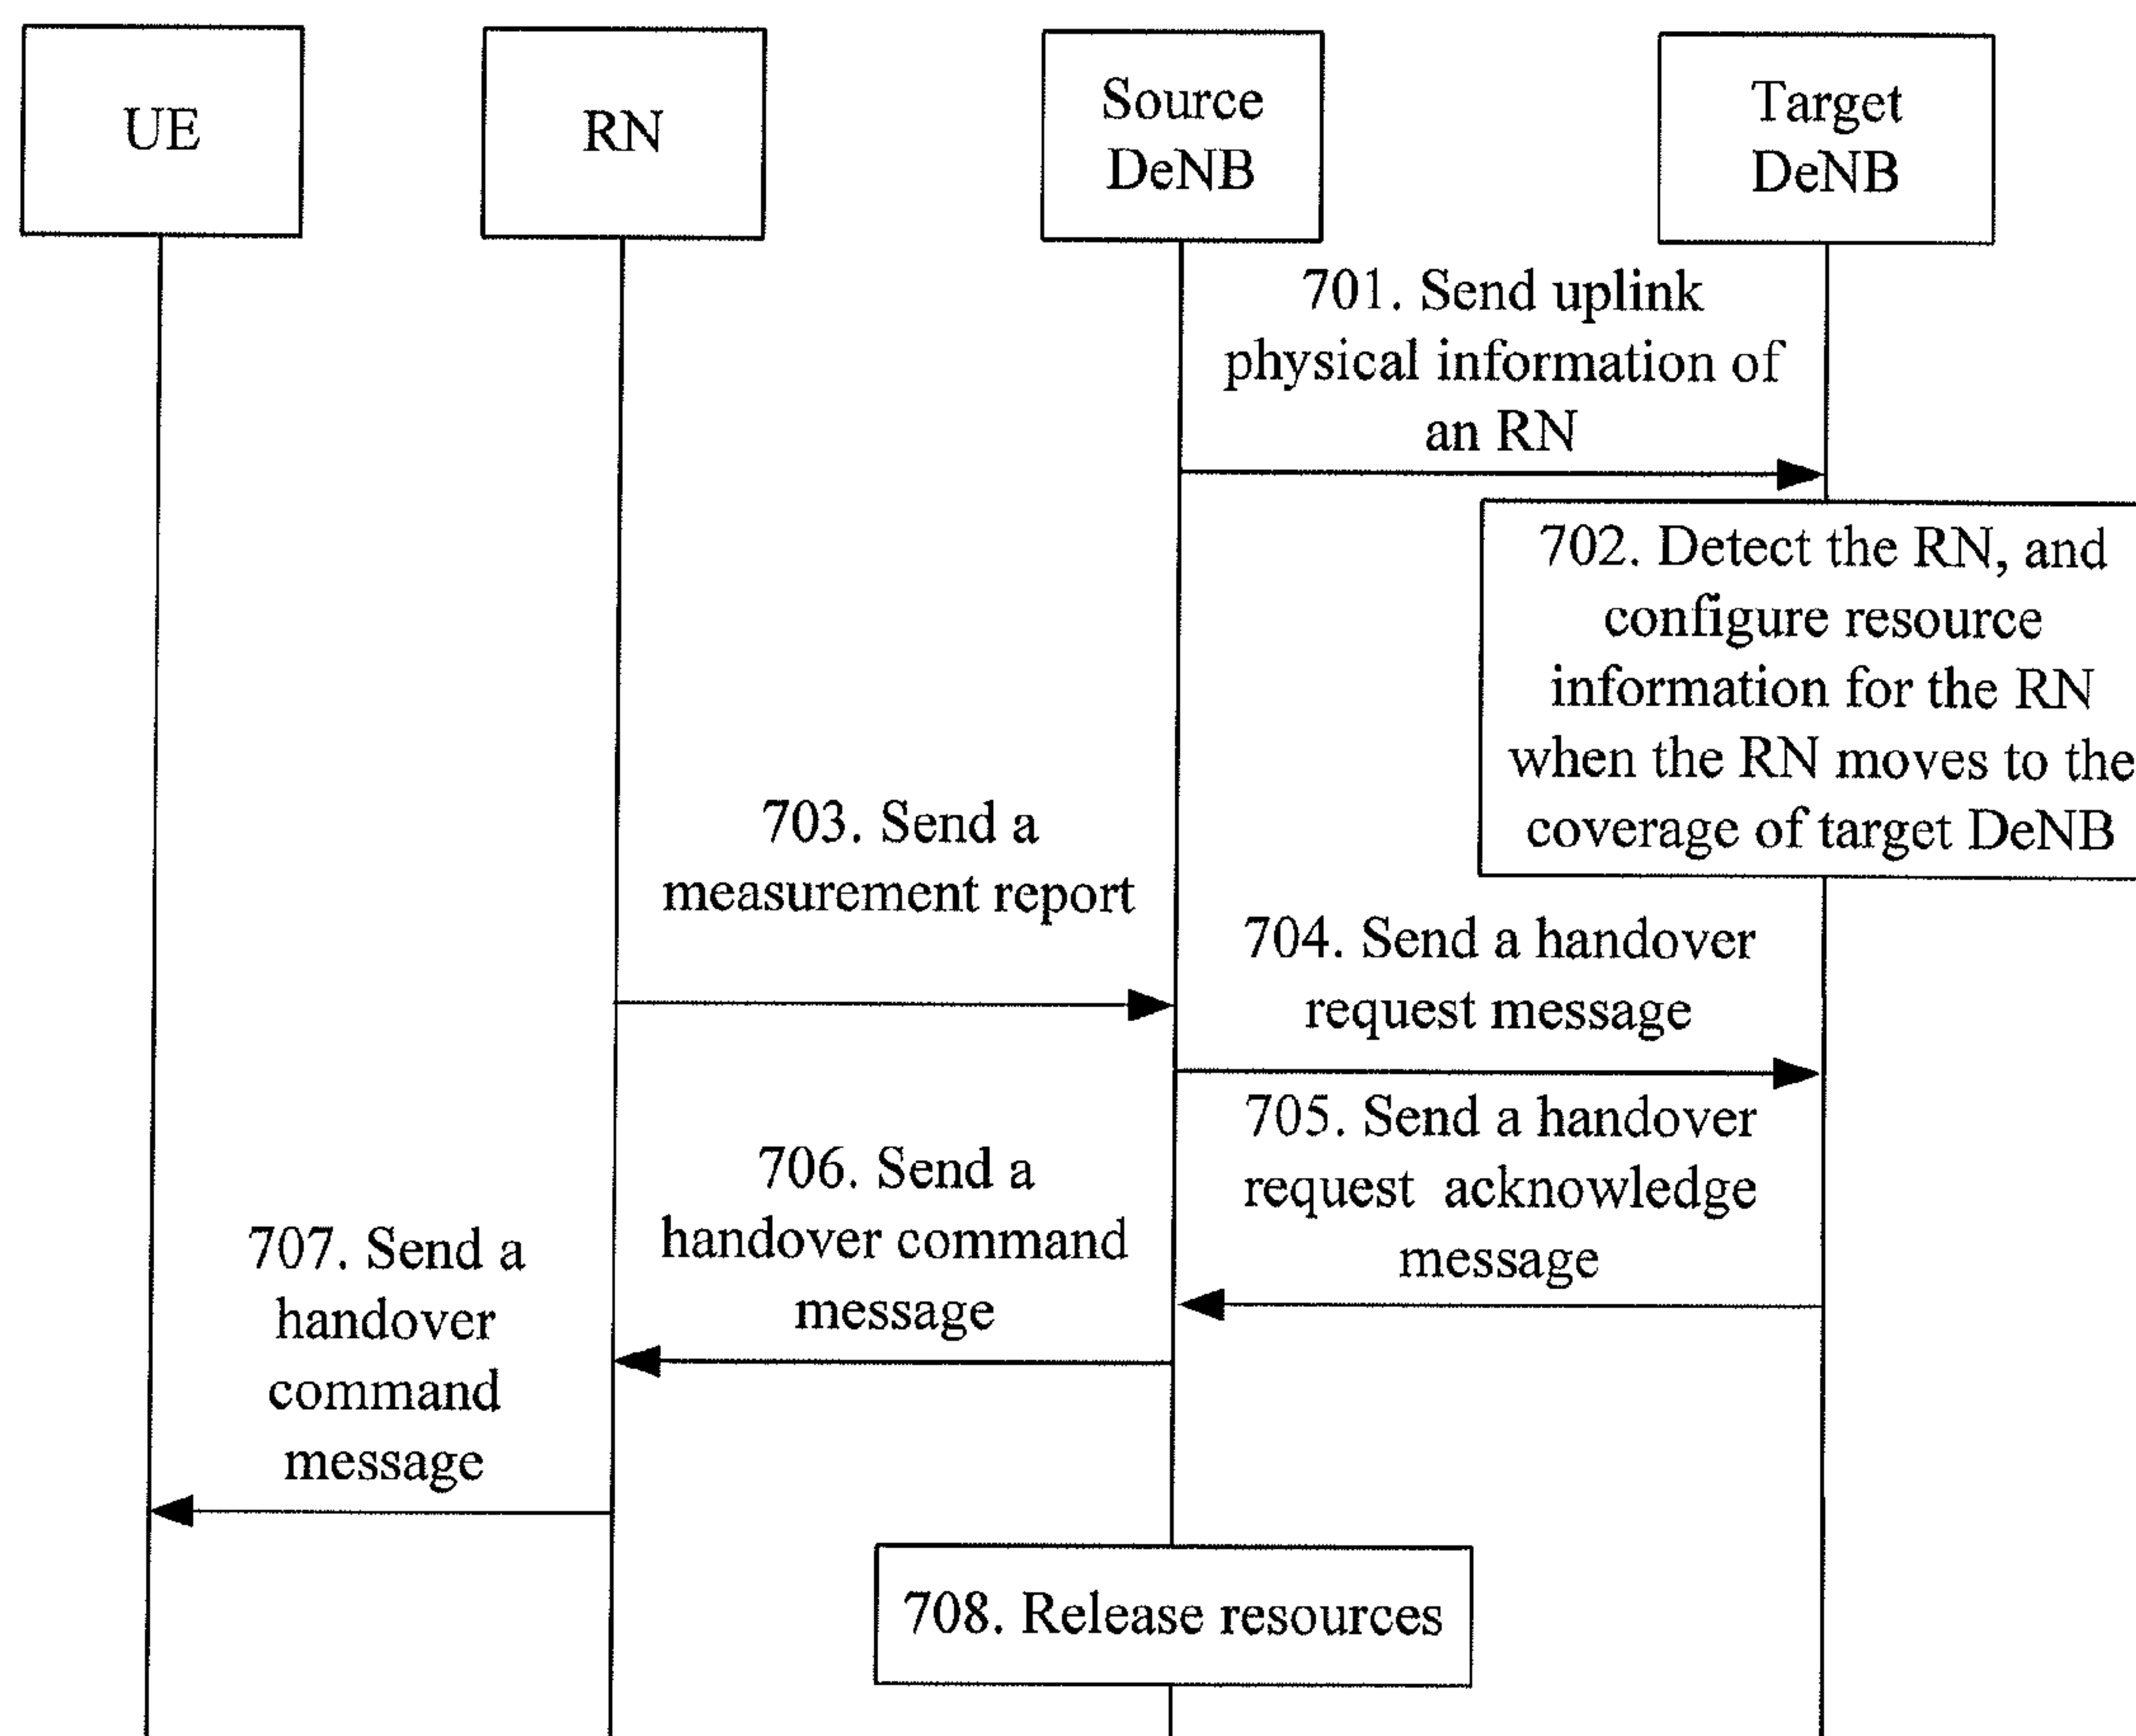 UE
RN
Source
DeNB
Target
DeNB
701. Send uplink
physical information of
an RN
702. Detect the RN, and
configure resource
information for the RN
when the RN moves to the
coverage of target DeNB
703. Send a
measurement report
704. Send a handover
request message
705. Send a handover
request acknowledge
message
706. Send a
handover command
message
707. Send a
handover
command
message
708. Release resources